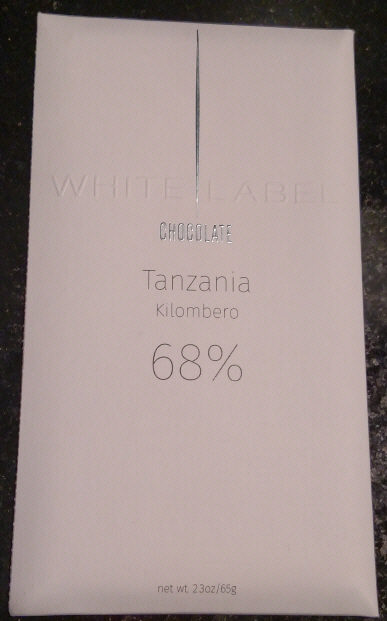 WHITE LABEL
CHOCOLATE
Tanzania
Kilombero
68%
net wt. 2.3oz/65g